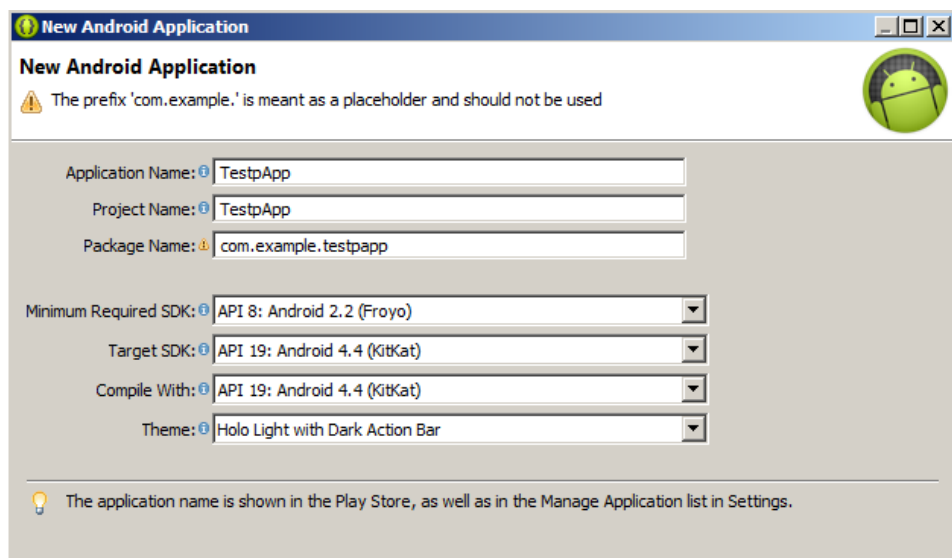 New Android Application
New Android Application
The prefix 'com.example.' is meant as a placeholder and should not be used
Application Name: TestpApp
Project Name: TestpApp
Package Name: com.example.testpapp
Minimum Required SDK: API 8: Android 2.2 (Froyo)
Target SDK: API 19: Android 4.4 (KitKat)
Compile With: API 19: Android 4.4 (KitKat)
Theme: Holo Light with Dark Action Bar
The application name is shown in the Play Store, as well as in the Manage Application list in Settings.